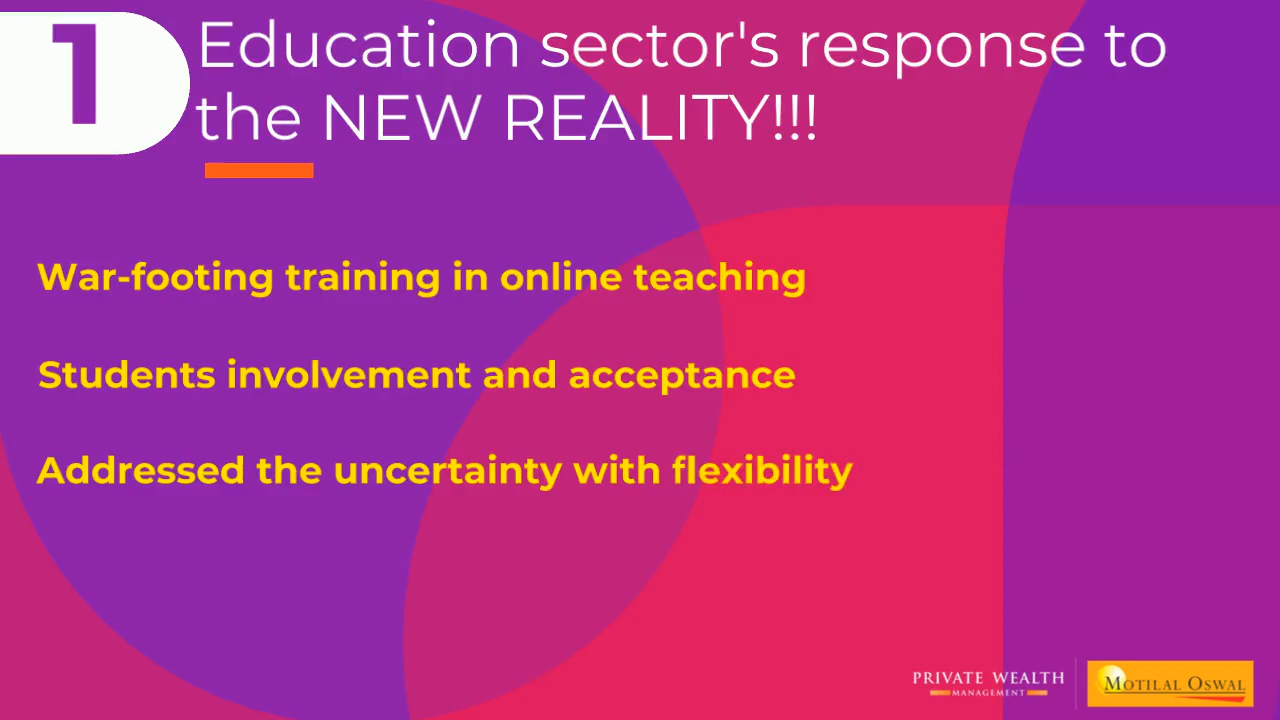 1
Education sector's response to
the NEW REALITY!!!
War-footing training in online teaching
Students involvement and acceptance
Addressed the uncertainty with flexibility
PRIVATE WEALTH
MANAGEMENT
MOTILAL OSWAL